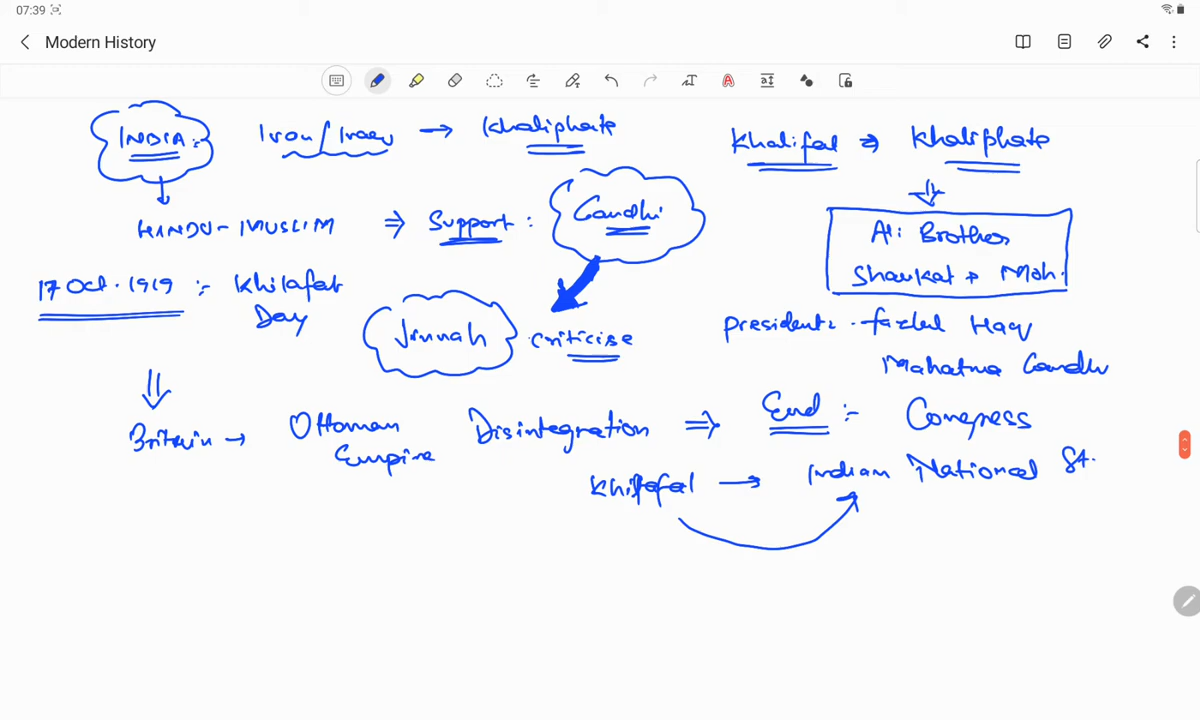 07:39
Modern History
INDIA :- Iran / Iraq → Khaliphate
Khalifat → Khaliphate
HINDU - MUSLIM ⇒ Support : Gandhi
Ali Brothers
Shaukat + Moh.
17 Oct. 1919 :- Khilafat Day
Jinnah criticise
president : - fazlul Haq
Mahatma Gandhi
Britain → Ottoman Empire Disintegration ⇒ End :- Congress
Khilafat → Indian National St.